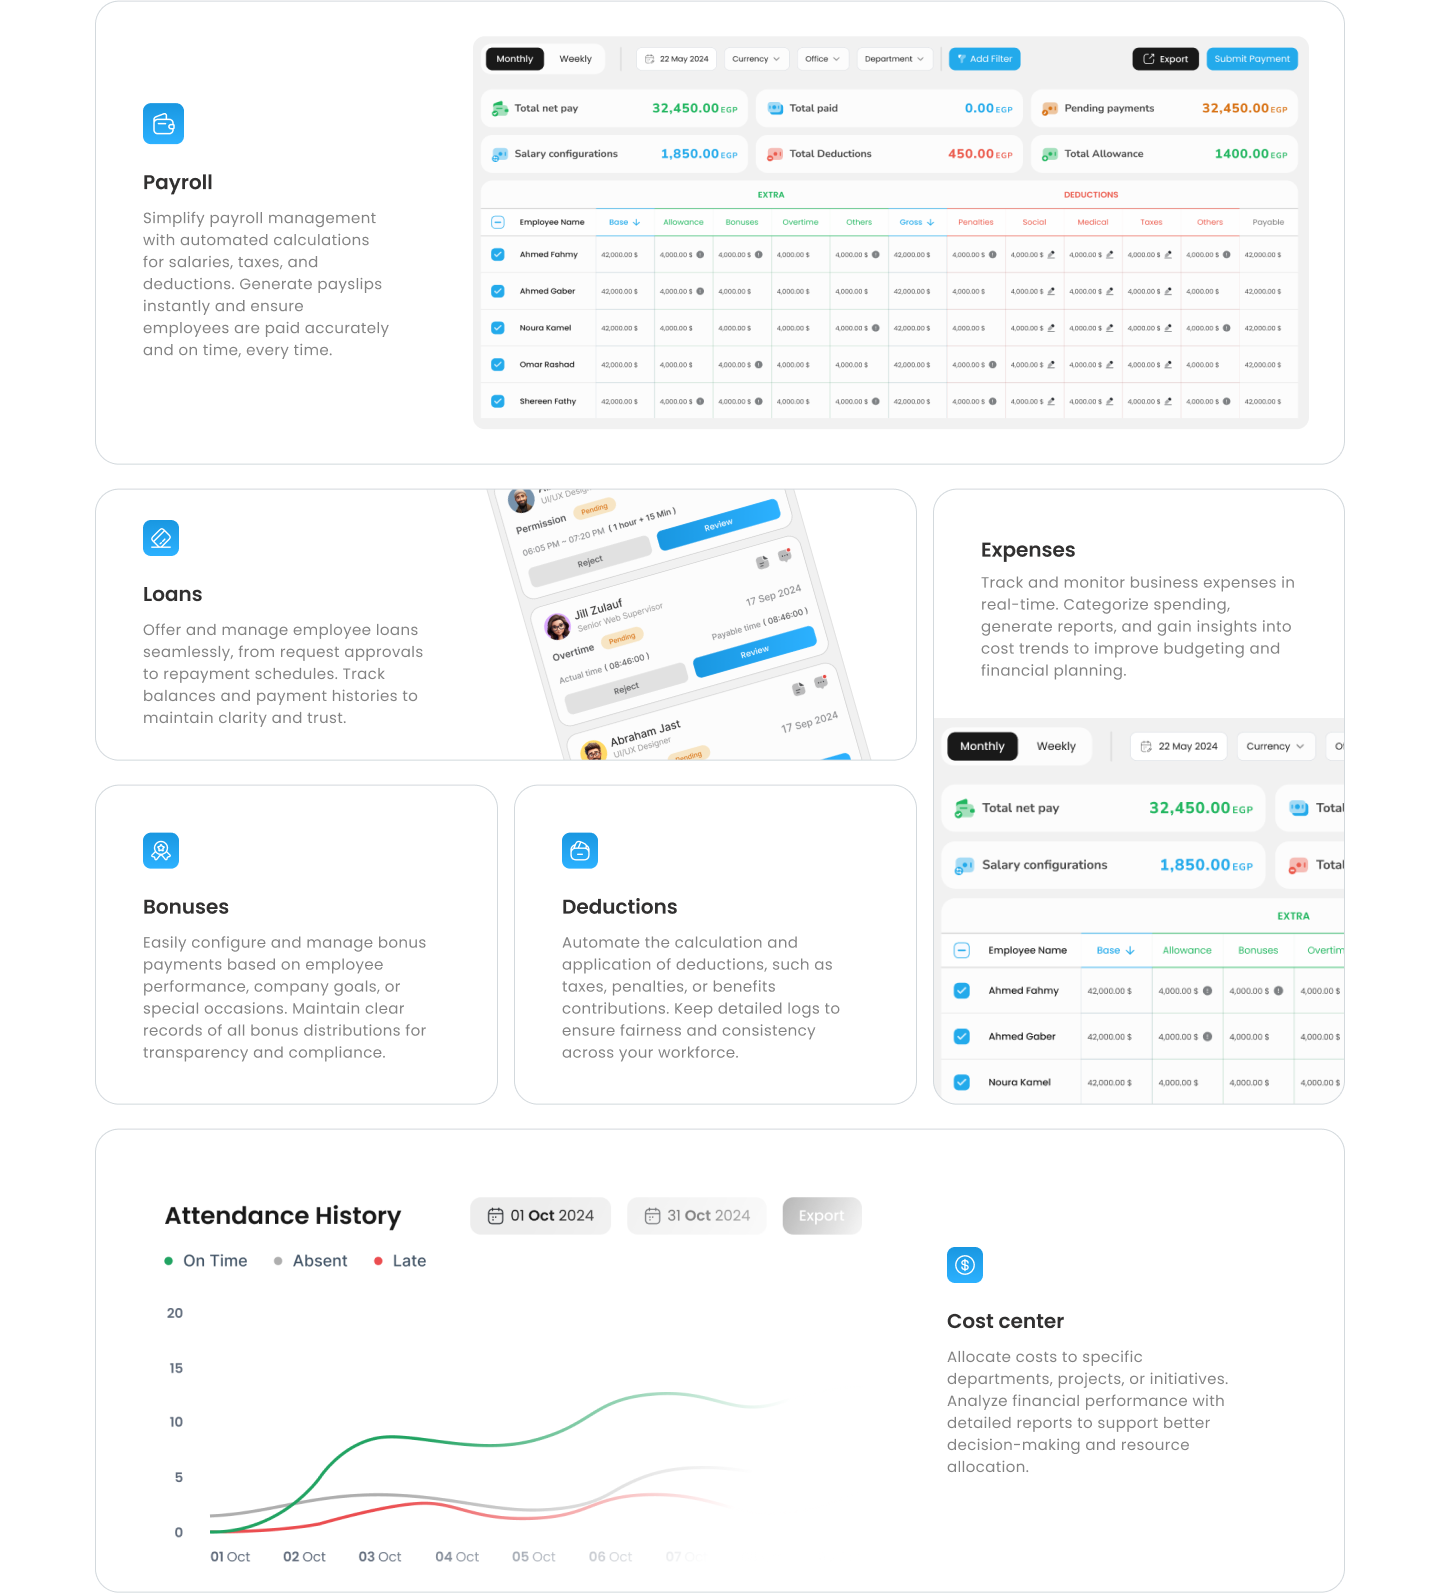 Payroll
Simplify payroll management
with automated calculations
for salaries, taxes, and
deductions. Generate payslips
instantly and ensure
employees are paid accurately
and on time, every time.
Monthly Weekly 22 May 2024 Currency Office Department Add Filter Export Submit Payment
Total net pay 32,450.00 EGP Total paid 0.00 EGP Pending payments 32,450.00 EGP
Salary configurations 1,850.00 EGP Total Deductions 450.00 EGP Total Allowance 1400.00 EGP
EXTRA DEDUCTIONS
Employee Name Base Allowance Bonuses Overtime Others Gross Penalties Social Medical Taxes Others Payable
Ahmed Fahmy 42,000.00 $ 4,000.00 $ 4,000.00 $ 4,000.00 $ 4,000.00 $ 42,000.00 $ 4,000.00 $ 4,000.00 $ 4,000.00 $ 4,000.00 $ 4,000.00 $ 42,000.00 $
Ahmed Gaber 42,000.00 $ 4,000.00 $ 4,000.00 $ 4,000.00 $ 4,000.00 $ 42,000.00 $ 4,000.00 $ 4,000.00 $ 4,000.00 $ 4,000.00 $ 4,000.00 $ 42,000.00 $
Noura Kamel 42,000.00 $ 4,000.00 $ 4,000.00 $ 4,000.00 $ 4,000.00 $ 42,000.00 $ 4,000.00 $ 4,000.00 $ 4,000.00 $ 4,000.00 $ 4,000.00 $ 42,000.00 $
Omar Rashad 42,000.00 $ 4,000.00 $ 4,000.00 $ 4,000.00 $ 4,000.00 $ 42,000.00 $ 4,000.00 $ 4,000.00 $ 4,000.00 $ 4,000.00 $ 4,000.00 $ 42,000.00 $
Shereen Fathy 42,000.00 $ 4,000.00 $ 4,000.00 $ 4,000.00 $ 4,000.00 $ 42,000.00 $ 4,000.00 $ 4,000.00 $ 4,000.00 $ 4,000.00 $ 4,000.00 $ 42,000.00 $
Loans
Offer and manage employee loans
seamlessly, from request approvals
to repayment schedules. Track
balances and payment histories to
maintain clarity and trust.
UI/UX Desig
Permission Pending
06:05 PM ~ 07:20 PM ( 1 hour + 15 Min )
Reject Review
Jill Zulauf
Senior Web Supervisor 17 Sep 2024
Overtime Pending
Actual time ( 08:46:00 ) Payable time ( 08:46:00 )
Reject Review
Abraham Jast
UI/UX Designer 17 Sep 2024
Pending
Expenses
Track and monitor business expenses in
real-time. Categorize spending,
generate reports, and gain insights into
cost trends to improve budgeting and
financial planning.
Monthly Weekly 22 May 2024 Currency O
Total net pay 32,450.00 EGP Total
Salary configurations 1,850.00 EGP Total
EXTRA
Employee Name Base Allowance Bonuses Overtim
Ahmed Fahmy 42,000.00 $ 4,000.00 $ 4,000.00 $ 4,000.00 $
Ahmed Gaber 42,000.00 $ 4,000.00 $ 4,000.00 $ 4,000.00 $
Noura Kamel 42,000.00 $ 4,000.00 $ 4,000.00 $ 4,000.00 $
Bonuses
Easily configure and manage bonus
payments based on employee
performance, company goals, or
special occasions. Maintain clear
records of all bonus distributions for
transparency and compliance.
Deductions
Automate the calculation and
application of deductions, such as
taxes, penalties, or benefits
contributions. Keep detailed logs to
ensure fairness and consistency
across your workforce.
Attendance History 01 Oct 2024 31 Oct 2024 Export
On Time Absent Late
20
15
10
5
0
01 Oct 02 Oct 03 Oct 04 Oct 05 Oct 06 Oct 07 Oct
Cost center
Allocate costs to specific
departments, projects, or initiatives.
Analyze financial performance with
detailed reports to support better
decision-making and resource
allocation.